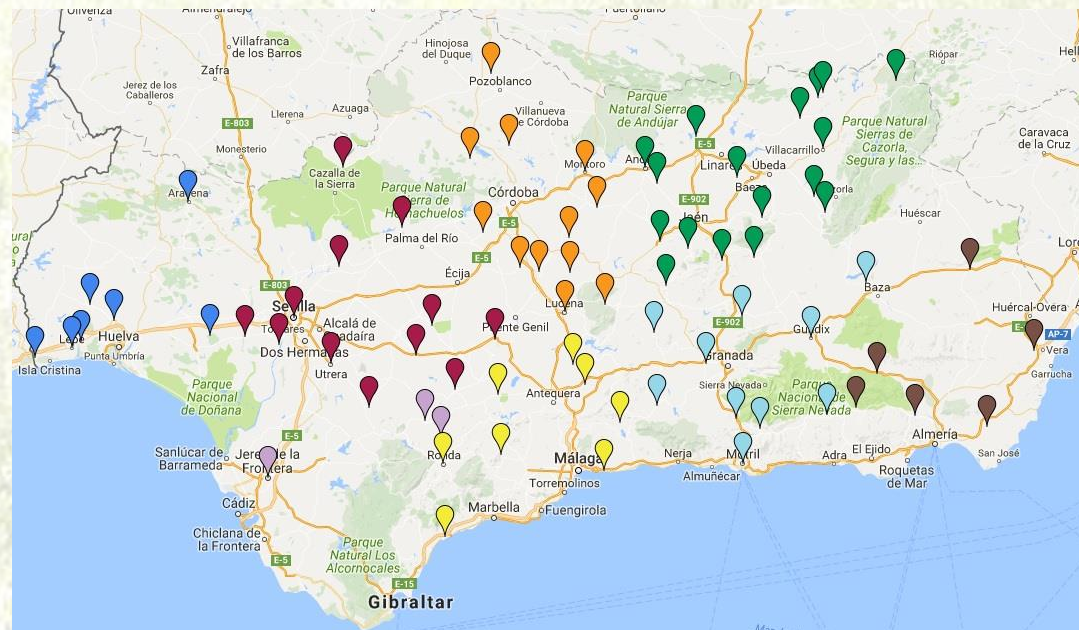 Olivenza
Almendralejo
Puertollano
Villafranca
de los Barros
Hinojosa
del Duque
Riópar
Zafra
Pozoblanco
Jerez de los
Caballeros
Azuaga
Llerena
Villanueva
de Córdoba
Parque
Natural Sierra
de Andújar
E-803
Parque Natural
Sierras de
Cazorla,
Segura y las...
Caravaca
de la Cruz
Monesterio
E-5
Villacarrillo
Montoro
Linares
Úbeda
Cazalla de
la Sierra
Parque Natural
Sierra de
Hornachuelos
Córdoba
Baeza
Aracena
E-902
Huéscar
E-5
Jaén
Palma del Río
E-5
Écija
Baza
E-803
Sevilla
Lucena
Huércal-Overa
Huelva
Lepe
Tomares
Alcalá de
Guadaíra
Puente Genil
E-902
Guadix
AP-7
Punta Umbría
Dos Hermanas
Granada
Vera
Isla Cristina
Utrera
Garrucha
Parque
Nacional
de Doñana
Antequera
Sierra Nevada
Parque
Nacional de
Sierra Nevada
E-5
Almería
Sanlúcar de
Barrameda
Jerez de la
Frontera
Ronda
Málaga
Nerja
Motril
Adra
El Ejido
San José
Almuñécar
Roquetas
de Mar
Torremolinos
Cádiz
Marbella
Fuengirola
Chiclana de
la Frontera
Parque
Natural Los
Alcornocales
E-5
E-15
Gibraltar